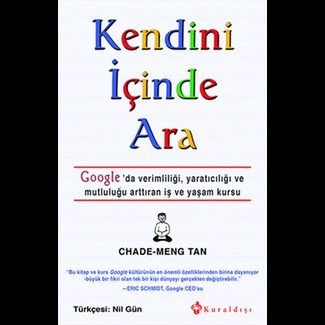 Kendini
İçinde
Ara
Google'da verimliliği, yaratıcılığı ve
mutluluğu arttıran iş ve yaşam kursu
CHADE-MENG TAN
"Bu kitap ve kurs Google kültürünün en önemli özelliklerinden birine dayanıyor
-büyük bir fikri olan tek bir kişi dünyayı gerçekten değiştirebilir."
—ERIC SCHMIDT, Google CEO'su
Türkçesi: Nil Gün
Kuraldışı